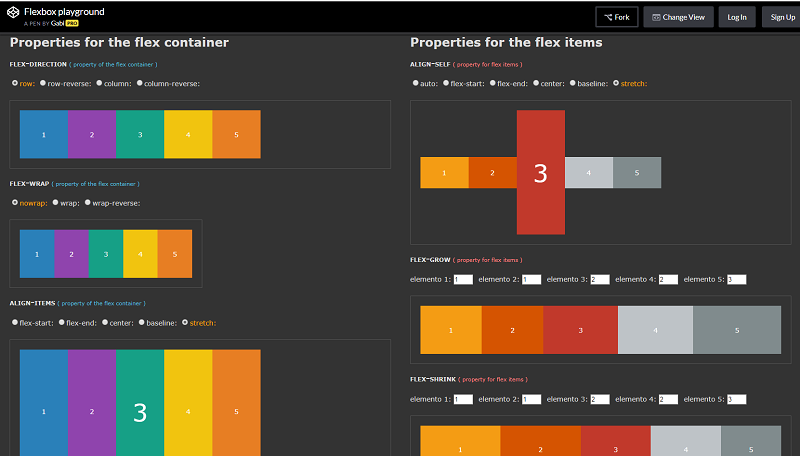 Flexbox playground
A PEN BY Gabi PRO
Fork
Change View
Log In
Sign Up
Properties for the flex container
FLEX-DIRECTION ( property of the flex container )
row: row-reverse: column: column-reverse:
1 2 3 4 5
FLEX-WRAP ( property of the flex container )
nowrap: wrap: wrap-reverse:
1 2 3 4 5
ALIGN-ITEMS ( property of the flex container )
flex-start: flex-end: center: baseline: stretch:
1 2 3 4 5
Properties for the flex items
ALIGN-SELF ( property for flex items )
auto: flex-start: flex-end: center: baseline: stretch:
1 2 3 4 5
FLEX-GROW ( property for flex items )
elemento 1: 1 elemento 2: 1 elemento 3: 2 elemento 4: 2 elemento 5: 3
1 2 3 4 5
FLEX-SHRINK ( property for flex items )
elemento 1: 1 elemento 2: 1 elemento 3: 2 elemento 4: 2 elemento 5: 3
1 2 3 4 5